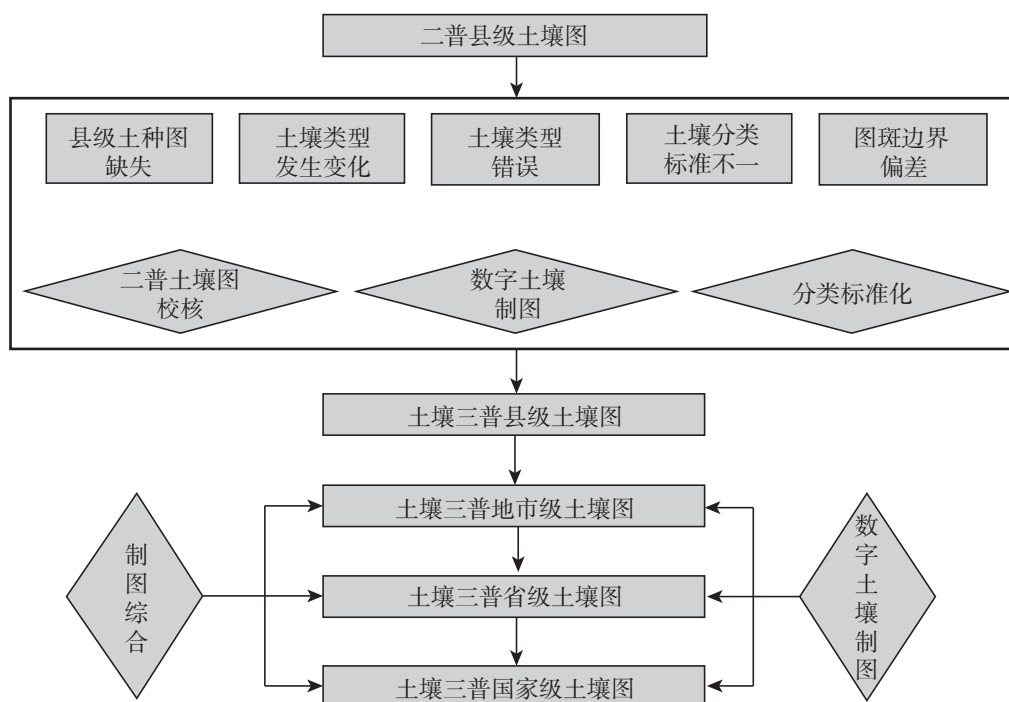 二普县级土壤图
县级土种图
缺失
土壤类型
发生变化
土壤类型
错误
土壤分类
标准不一
图斑边界
偏差
二普土壤图
校核
数字土壤
制图
分类标准化
土壤三普县级土壤图
土壤三普地市级土壤图
制图综合
数字土壤制图
土壤三普省级土壤图
土壤三普国家级土壤图